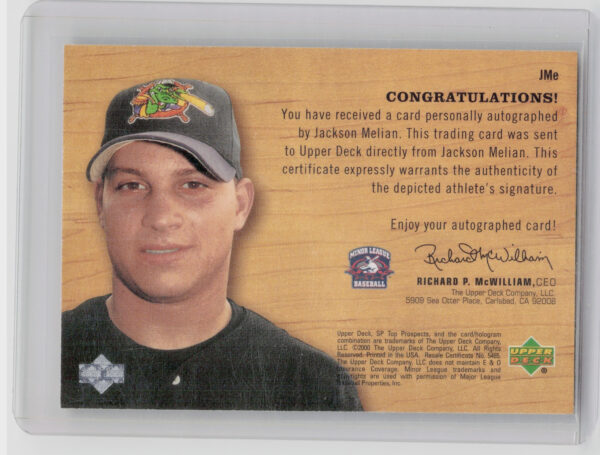 JMe
CONGRATULATIONS!
You have received a card personally autographed
by Jackson Melian. This trading card was sent
to Upper Deck directly from Jackson Melian. This
certificate expressly warrants the authenticity of
the depicted athlete's signature.
Enjoy your autographed card!
Richard McWilliam
MINOR LEAGUE
BASEBALL
RICHARD P. McWILLIAM, CEO
The Upper Deck Company, LLC.
5909 Sea Otter Place, Carlsbad, CA 92008
Upper Deck, SP Top Prospects, and the card/hologram
combination are trademarks of The Upper Deck Company,
LLC. ©2000 The Upper Deck Company, LLC. All Rights
Reserved. Printed in the USA. Resale Certificate No. 5485.
The Upper Deck Company, LLC does not maintain E & O
Insurance Coverage. Minor League trademarks and
copyrights are used with permission of Major League
Baseball Properties, Inc.
UPPER
DECK